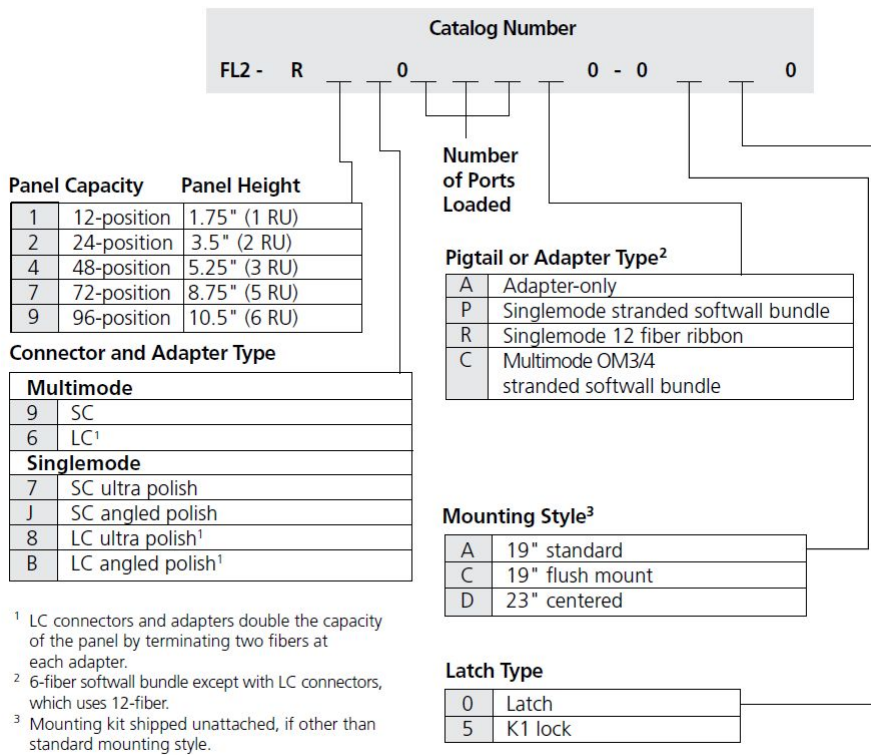 Catalog Number
FL2 - R __ __ 0 __ __ __ __ 0 - 0 __ __ 0
Number
of Ports
Loaded
Panel Capacity Panel Height
1 12-position 1.75" (1 RU)
2 24-position 3.5" (2 RU)
4 48-position 5.25" (3 RU)
7 72-position 8.75" (5 RU)
9 96-position 10.5" (6 RU)
Connector and Adapter Type
Multimode
9 SC
6 LC¹
Singlemode
7 SC ultra polish
J SC angled polish
8 LC ultra polish¹
B LC angled polish¹
¹ LC connectors and adapters double the capacity
of the panel by terminating two fibers at
each adapter.
² 6-fiber softwall bundle except with LC connectors,
which uses 12-fiber.
³ Mounting kit shipped unattached, if other than
standard mounting style.
Pigtail or Adapter Type²
A Adapter-only
P Singlemode stranded softwall bundle
R Singlemode 12 fiber ribbon
C Multimode OM3/4
stranded softwall bundle
Mounting Style³
A 19" standard
C 19" flush mount
D 23" centered
Latch Type
0 Latch
5 K1 lock